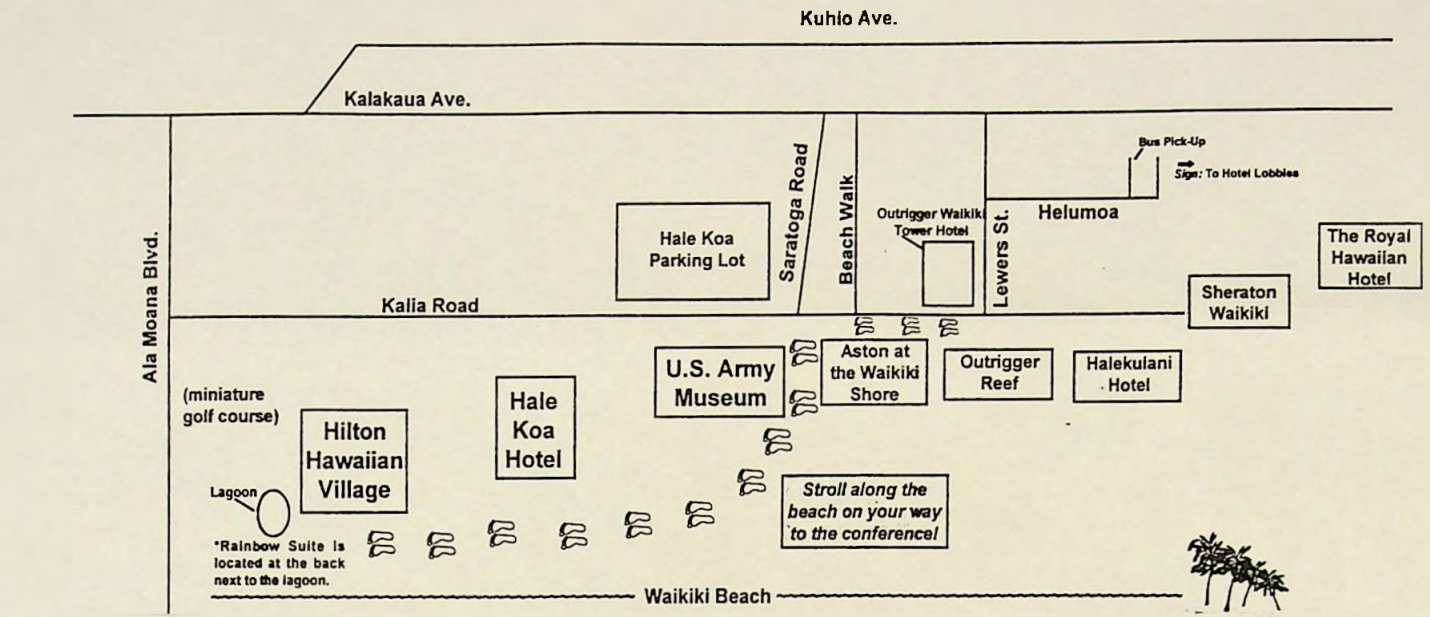 Kuhio Ave.
Kalakaua Ave.
Bus Pick-Up
Sign: To Hotel Lobbies
Saratoga Road
Beach Walk
Outrigger Waikiki
Tower Hotel
Lewers St.
Helumoa
Hale Koa
Parking Lot
The Royal
Hawaiian
Hotel
Ala Moana Blvd.
Kalia Road
Sheraton
Waikiki
U.S. Army
Museum
Aston at
the Waikiki
Shore
Outrigger
Reef
Halekulani
Hotel
(miniature
golf course)
Hilton
Hawaiian
Village
Hale
Koa
Hotel
Lagoon
Stroll along the
beach on your way
to the conference!
*Rainbow Suite is
located at the back
next to the lagoon.
Waikiki Beach